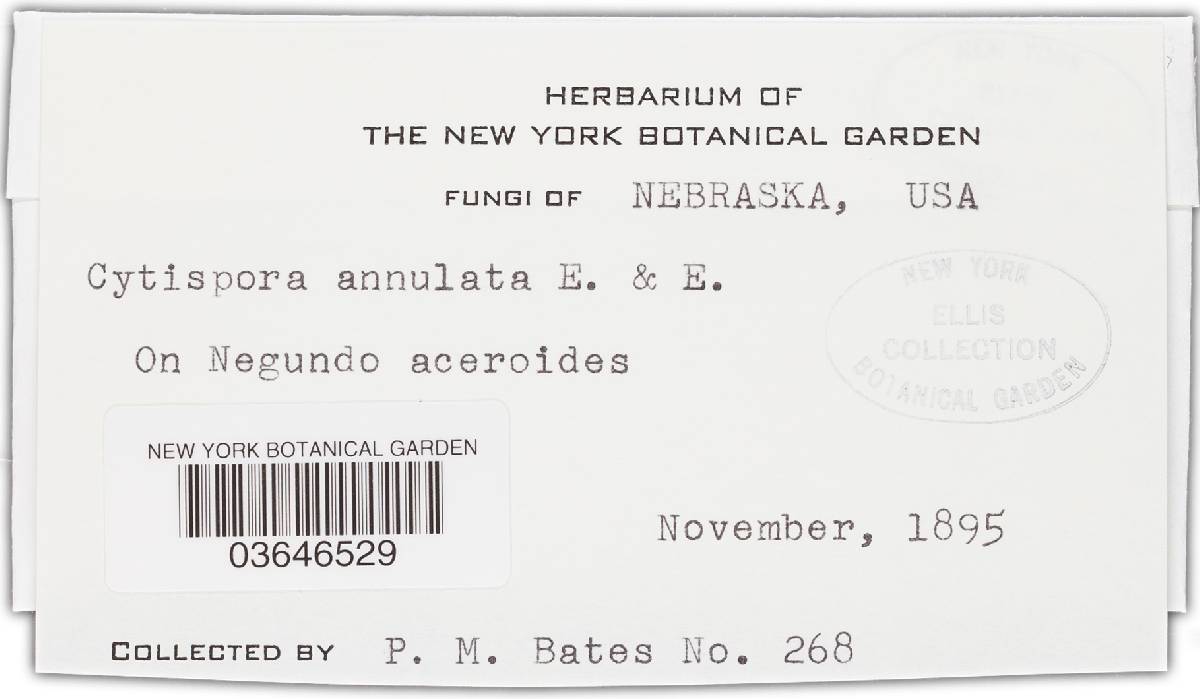 HERBARIUM OF
THE NEW YORK BOTANICAL GARDEN
FUNGI OF NEBRASKA, USA
Cytispora annulata E. & E.
On Negundo aceroides
NEW YORK
ELLIS
COLLECTION
BOTANICAL GARDEN
NEW YORK BOTANICAL GARDEN
03646529
November, 1895
COLLECTED BY P. M. Bates No. 268